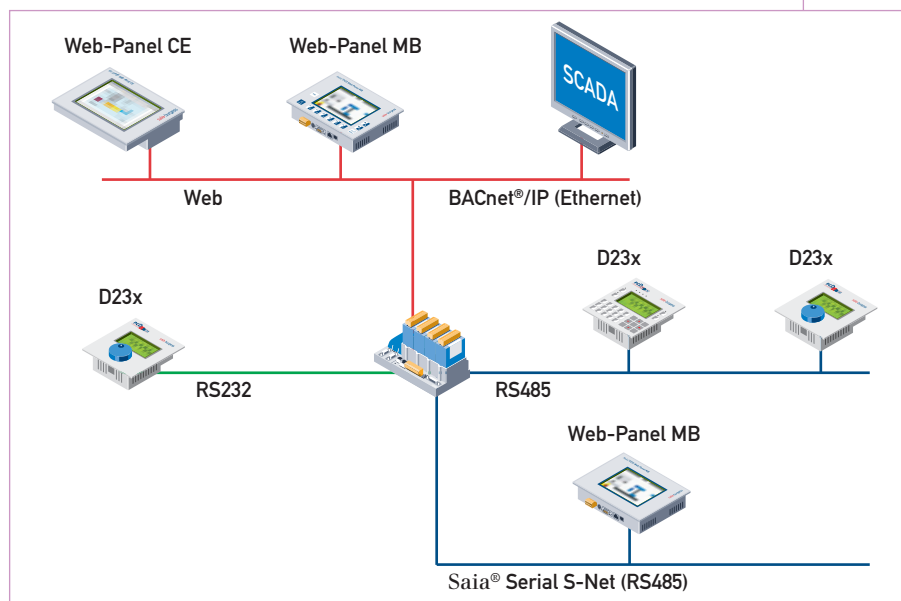 Web-Panel CE
Web-Panel MB
SCADA
Web
BACnet®/IP (Ethernet)
D23x
D23x
D23x
RS232
RS485
Web-Panel MB
Saia® Serial S-Net (RS485)